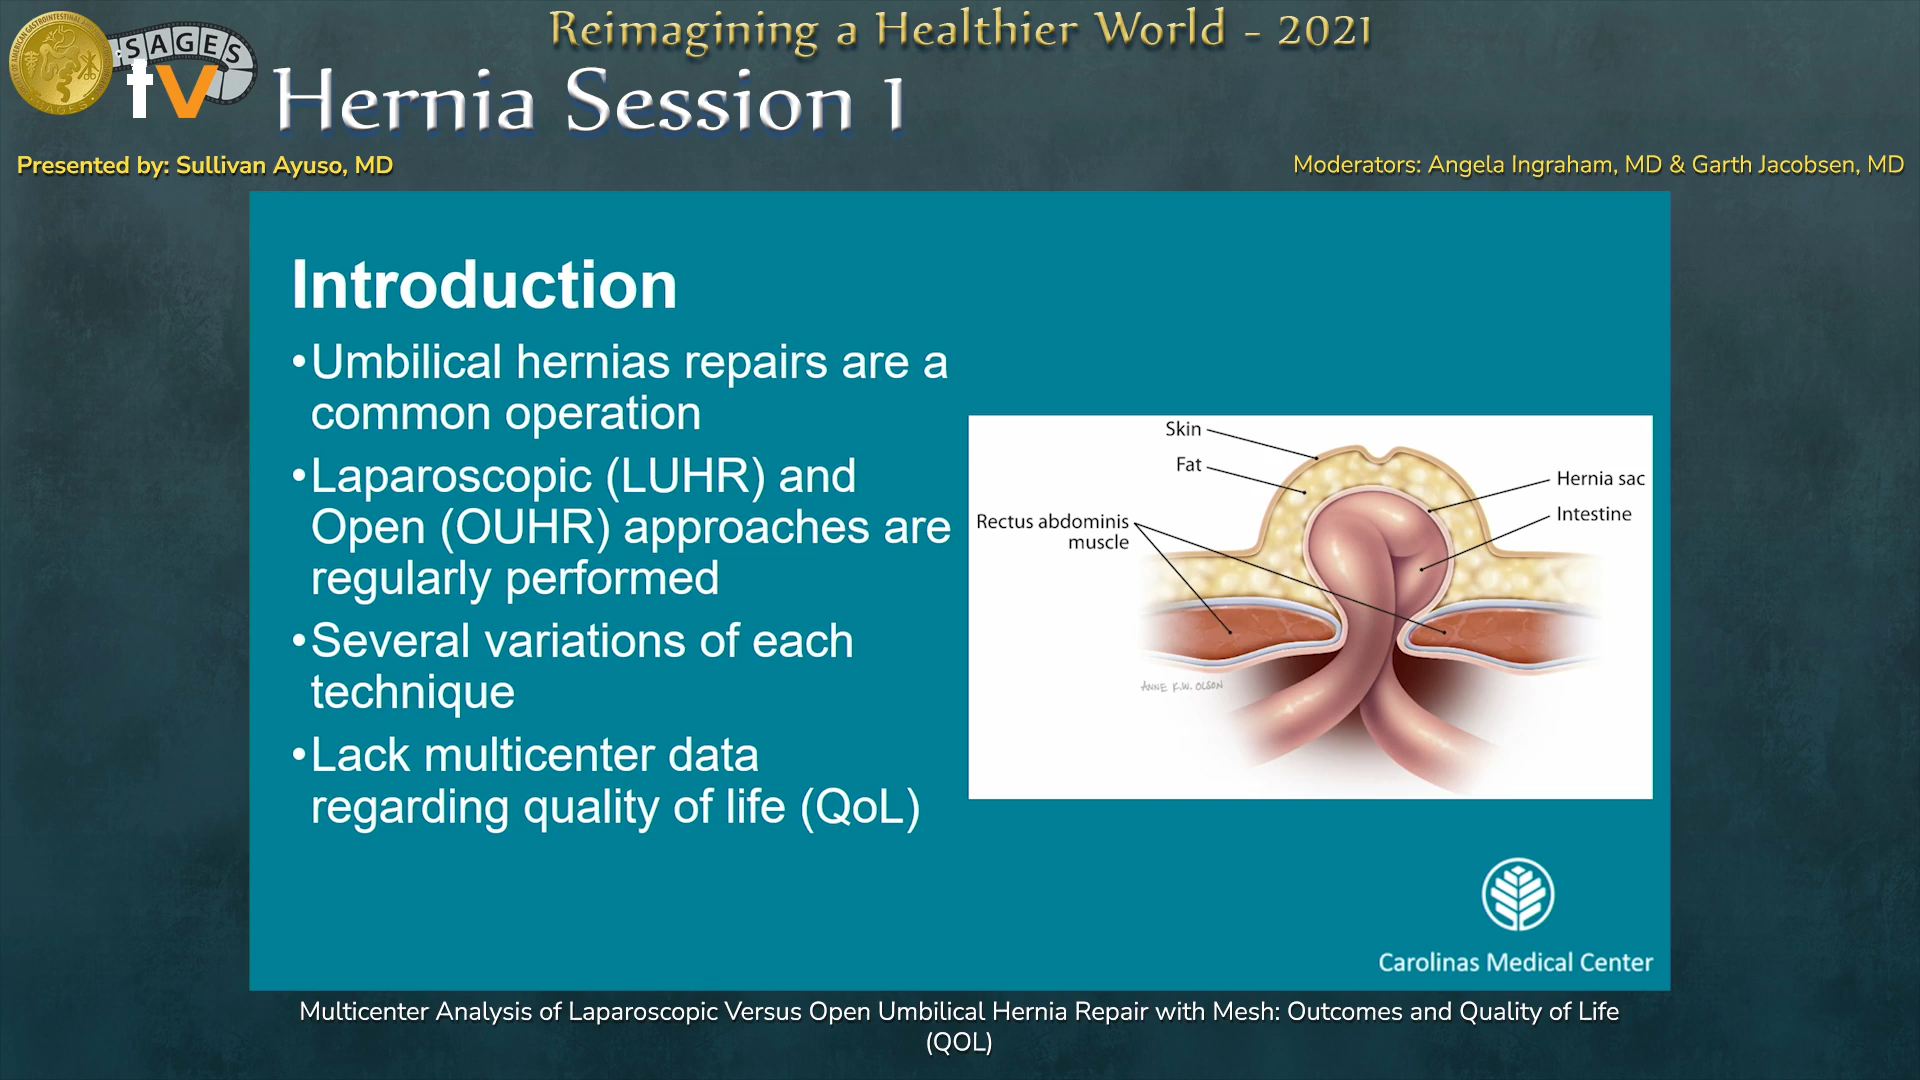 Reimagining a Healthier World - 2021
SAGES
tv
Hernia Session 1
Presented by: Sullivan Ayuso, MD
Moderators: Angela Ingraham, MD & Garth Jacobsen, MD
Introduction
•Umbilical hernias repairs are a
common operation
•Laparoscopic (LUHR) and
Open (OUHR) approaches are
regularly performed
•Several variations of each
technique
•Lack multicenter data
regarding quality of life (QoL)
Skin
Fat
Rectus abdominis
muscle
Hernia sac
Intestine
ANNE K.W. OLSON
Carolinas Medical Center
Multicenter Analysis of Laparoscopic Versus Open Umbilical Hernia Repair with Mesh: Outcomes and Quality of Life
(QOL)